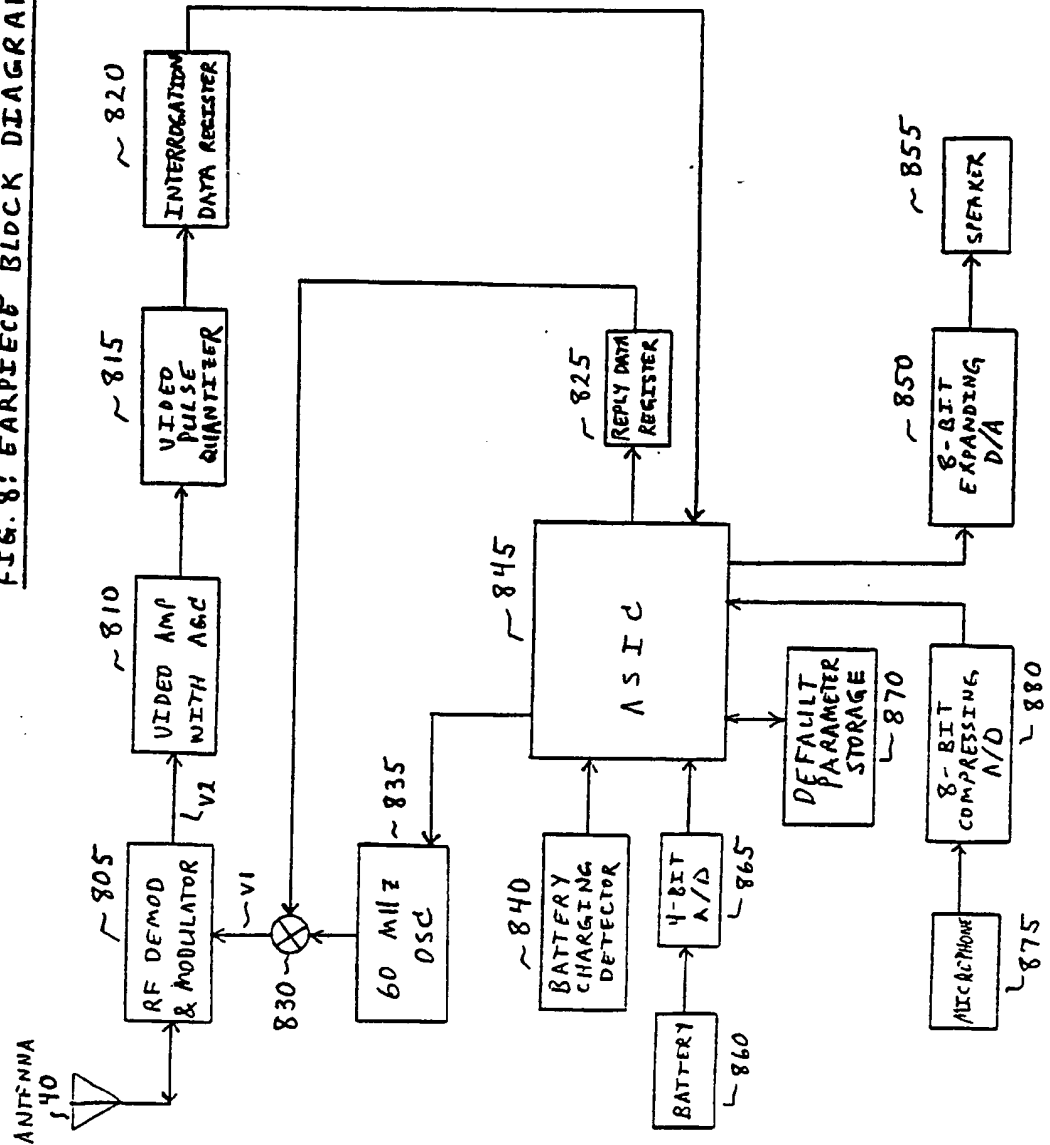 FIG. 8: EARPIECE BLOCK DIAGRA
ANTENNA
40
RF DEMOD
& MODULATOR
805
V2
V1
VIDEO AMP
WITH AGC
810
VIDEO
PULSE
QUANTIZER
815
INTERROGATION
DATA REGISTER
820
830
60 MHz
OSC
835
REPLY DATA
REGISTER
825
ASIC
845
BATTERY
CHARGING
DETECTOR
840
BATTERY
860
4-BIT
A/D
865
DEFAULT
PARAMETER
STORAGE
870
8-BIT
EXPANDING
D/A
850
SPEAKER
855
MICROPHONE
875
8-BIT
COMPRESSING
A/D
880